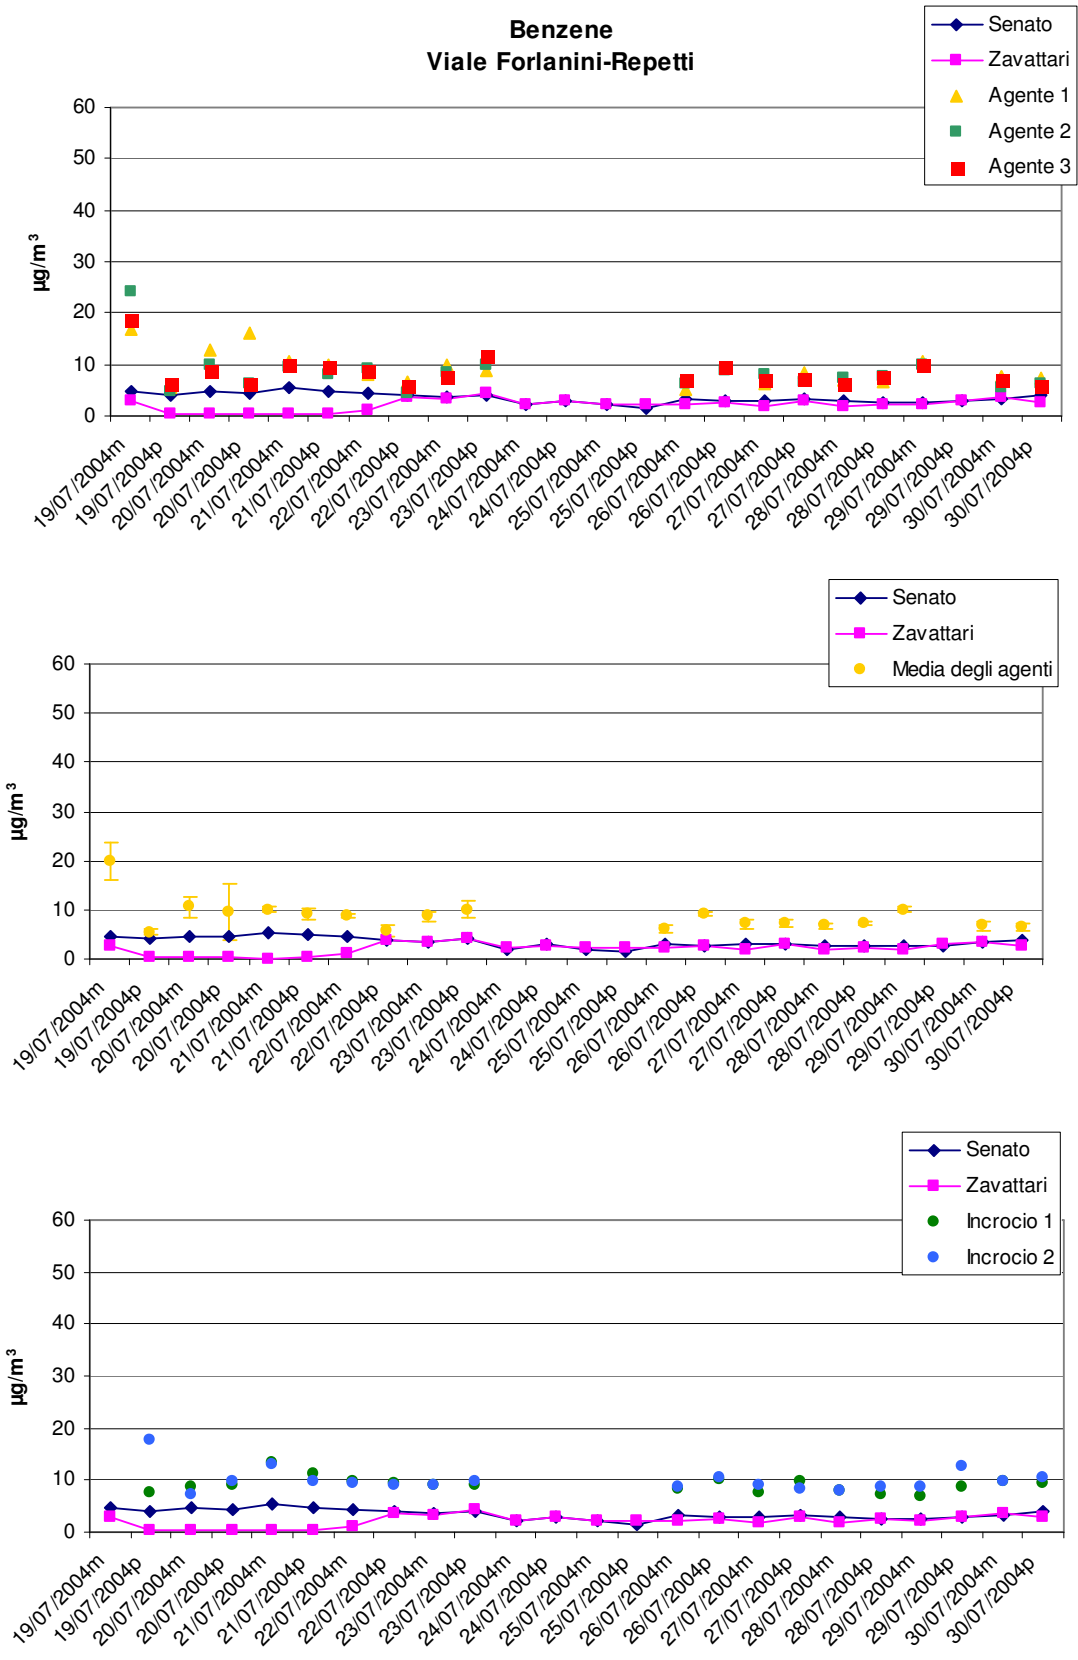 Benzene
Viale Forlanini-Repetti
Senato
Zavattari
Agente 1
Agente 2
Agente 3
60
50
40
30
20
10
0
µg/m³
19/07/2004m
19/07/2004p
20/07/2004m
20/07/2004p
21/07/2004m
21/07/2004p
22/07/2004m
22/07/2004p
23/07/2004m
23/07/2004p
24/07/2004m
24/07/2004p
25/07/2004m
25/07/2004p
26/07/2004m
26/07/2004p
27/07/2004m
27/07/2004p
28/07/2004m
28/07/2004p
29/07/2004m
29/07/2004p
30/07/2004m
30/07/2004p
Senato
Zavattari
Media degli agenti
60
50
40
30
20
10
0
µg/m³
19/07/2004m
19/07/2004p
20/07/2004m
20/07/2004p
21/07/2004m
21/07/2004p
22/07/2004m
22/07/2004p
23/07/2004m
23/07/2004p
24/07/2004m
24/07/2004p
25/07/2004m
25/07/2004p
26/07/2004m
26/07/2004p
27/07/2004m
27/07/2004p
28/07/2004m
28/07/2004p
29/07/2004m
29/07/2004p
30/07/2004m
30/07/2004p
Senato
Zavattari
Incrocio 1
Incrocio 2
60
50
40
30
20
10
0
µg/m³
19/07/2004m
19/07/2004p
20/07/2004m
20/07/2004p
21/07/2004m
21/07/2004p
22/07/2004m
22/07/2004p
23/07/2004m
23/07/2004p
24/07/2004m
24/07/2004p
25/07/2004m
25/07/2004p
26/07/2004m
26/07/2004p
27/07/2004m
27/07/2004p
28/07/2004m
28/07/2004p
29/07/2004m
29/07/2004p
30/07/2004m
30/07/2004p